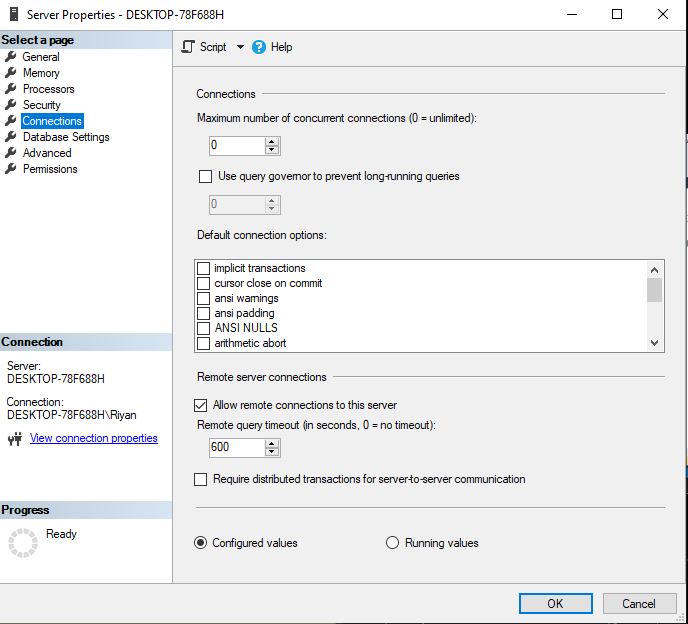 Server Properties - DESKTOP-78F688H
Select a page
General
Memory
Processors
Security
Connections
Database Settings
Advanced
Permissions
Connection
Server:
DESKTOP-78F688H
Connection:
DESKTOP-78F688H\Riyan
View connection properties
Progress
Ready
Script
Help
Connections
Maximum number of concurrent connections (0 = unlimited):
0
Use query governor to prevent long-running queries
0
Default connection options:
implicit transactions
cursor close on commit
ansi warnings
ansi padding
ANSI NULLS
arithmetic abort
Remote server connections
Allow remote connections to this server
Remote query timeout (in seconds, 0 = no timeout):
600
Require distributed transactions for server-to-server communication
Configured values
Running values
OK
Cancel